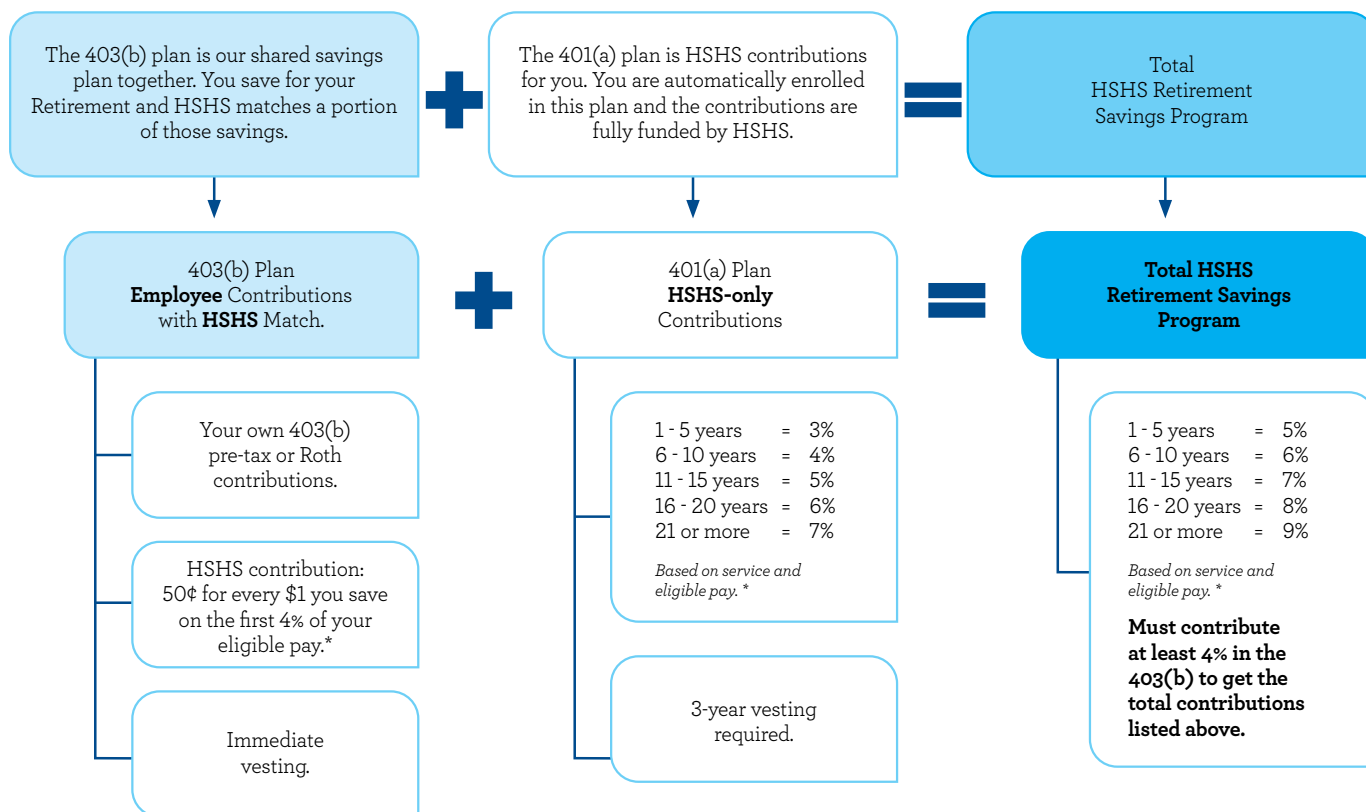 The 403(b) plan is our shared savings
plan together. You save for your
Retirement and HSHS matches a portion
of those savings.
The 401(a) plan is HSHS contributions
for you. You are automatically enrolled
in this plan and the contributions are
fully funded by HSHS.
Total
HSHS Retirement
Savings Program
403(b) Plan
Employee Contributions
with HSHS Match.
401(a) Plan
HSHS-only
Contributions
Total HSHS
Retirement Savings
Program
Your own 403(b)
pre-tax or Roth
contributions.
HSHS contribution:
50¢ for every $1 you save
on the first 4% of your
eligible pay.*
Immediate
vesting.
1 - 5 years = 3%
6 - 10 years = 4%
11 - 15 years = 5%
16 - 20 years = 6%
21 or more = 7%
Based on service and
eligible pay. *
3-year vesting
required.
1 - 5 years = 5%
6 - 10 years = 6%
11 - 15 years = 7%
16 - 20 years = 8%
21 or more = 9%
Based on service and
eligible pay. *
Must contribute
at least 4% in the
403(b) to get the
total contributions
listed above.